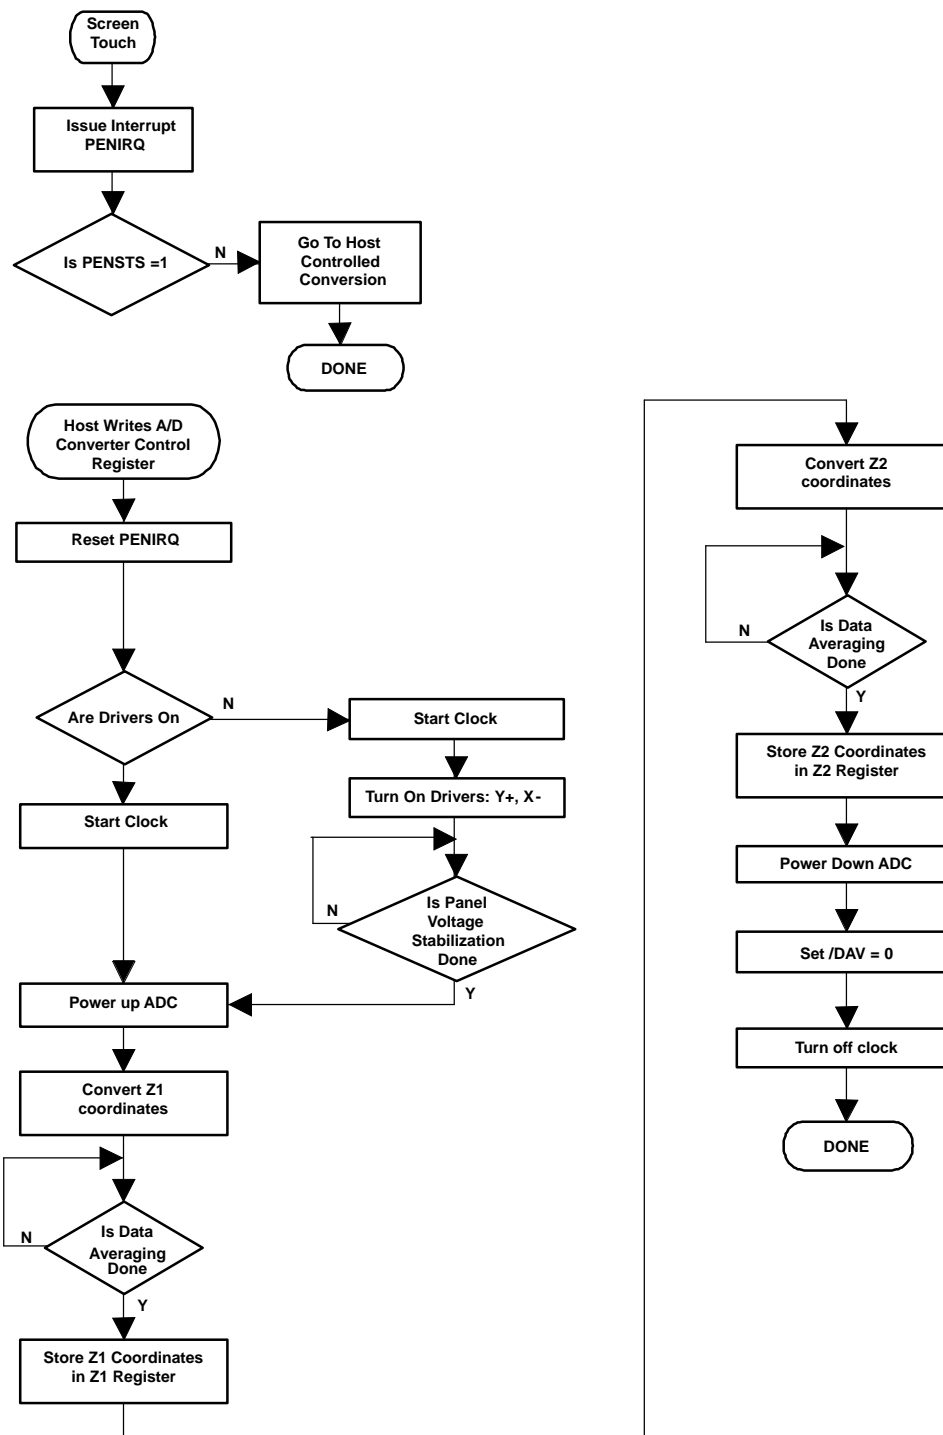 Screen
Touch
Issue Interrupt
PENIRQ
Is PENSTS =1
N
Go To Host
Controlled
Conversion
DONE
Host Writes A/D
Converter Control
Register
Reset PENIRQ
Are Drivers On
N
Start Clock
Start Clock
Turn On Drivers: Y+, X-
Is Panel
Voltage
Stabilization
Done
N
Y
Power up ADC
Convert Z1
coordinates
Is Data
Averaging
Done
N
Y
Store Z1 Coordinates
in Z1 Register
Convert Z2
coordinates
Is Data
Averaging
Done
N
Y
Store Z2 Coordinates
in Z2 Register
Power Down ADC
Set /DAV = 0
Turn off clock
DONE